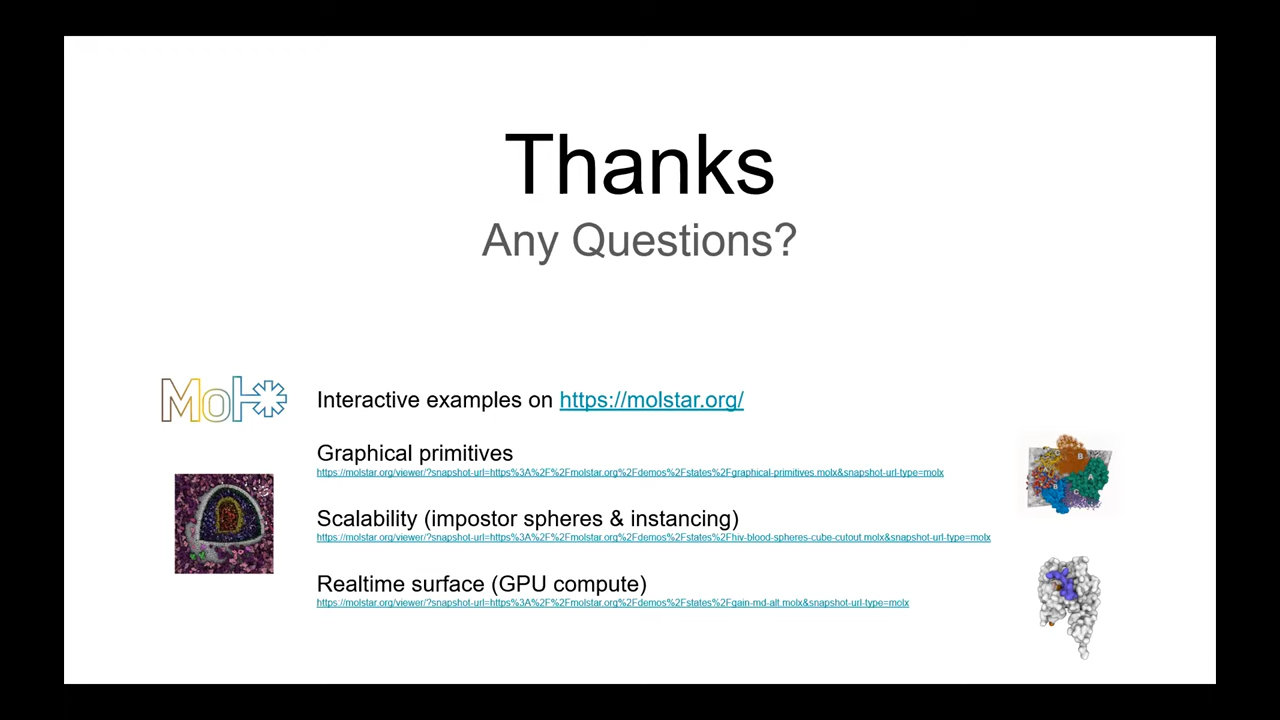 Thanks
Any Questions?
Mol*
Interactive examples on https://molstar.org/
Graphical primitives
https://molstar.org/viewer/?snapshot-url=https%3A%2F%2Fmolstar.org%2Fdemos%2Fstates%2Fgraphical-primitives.molx&snapshot-url-type=molx
Scalability (impostor spheres & instancing)
https://molstar.org/viewer/?snapshot-url=https%3A%2F%2Fmolstar.org%2Fdemos%2Fstates%2Fhiv-blood-spheres-cube-cutout.molx&snapshot-url-type=molx
Realtime surface (GPU compute)
https://molstar.org/viewer/?snapshot-url=https%3A%2F%2Fmolstar.org%2Fdemos%2Fstates%2Fgain-md-alt.molx&snapshot-url-type=molx
B
A
B
C